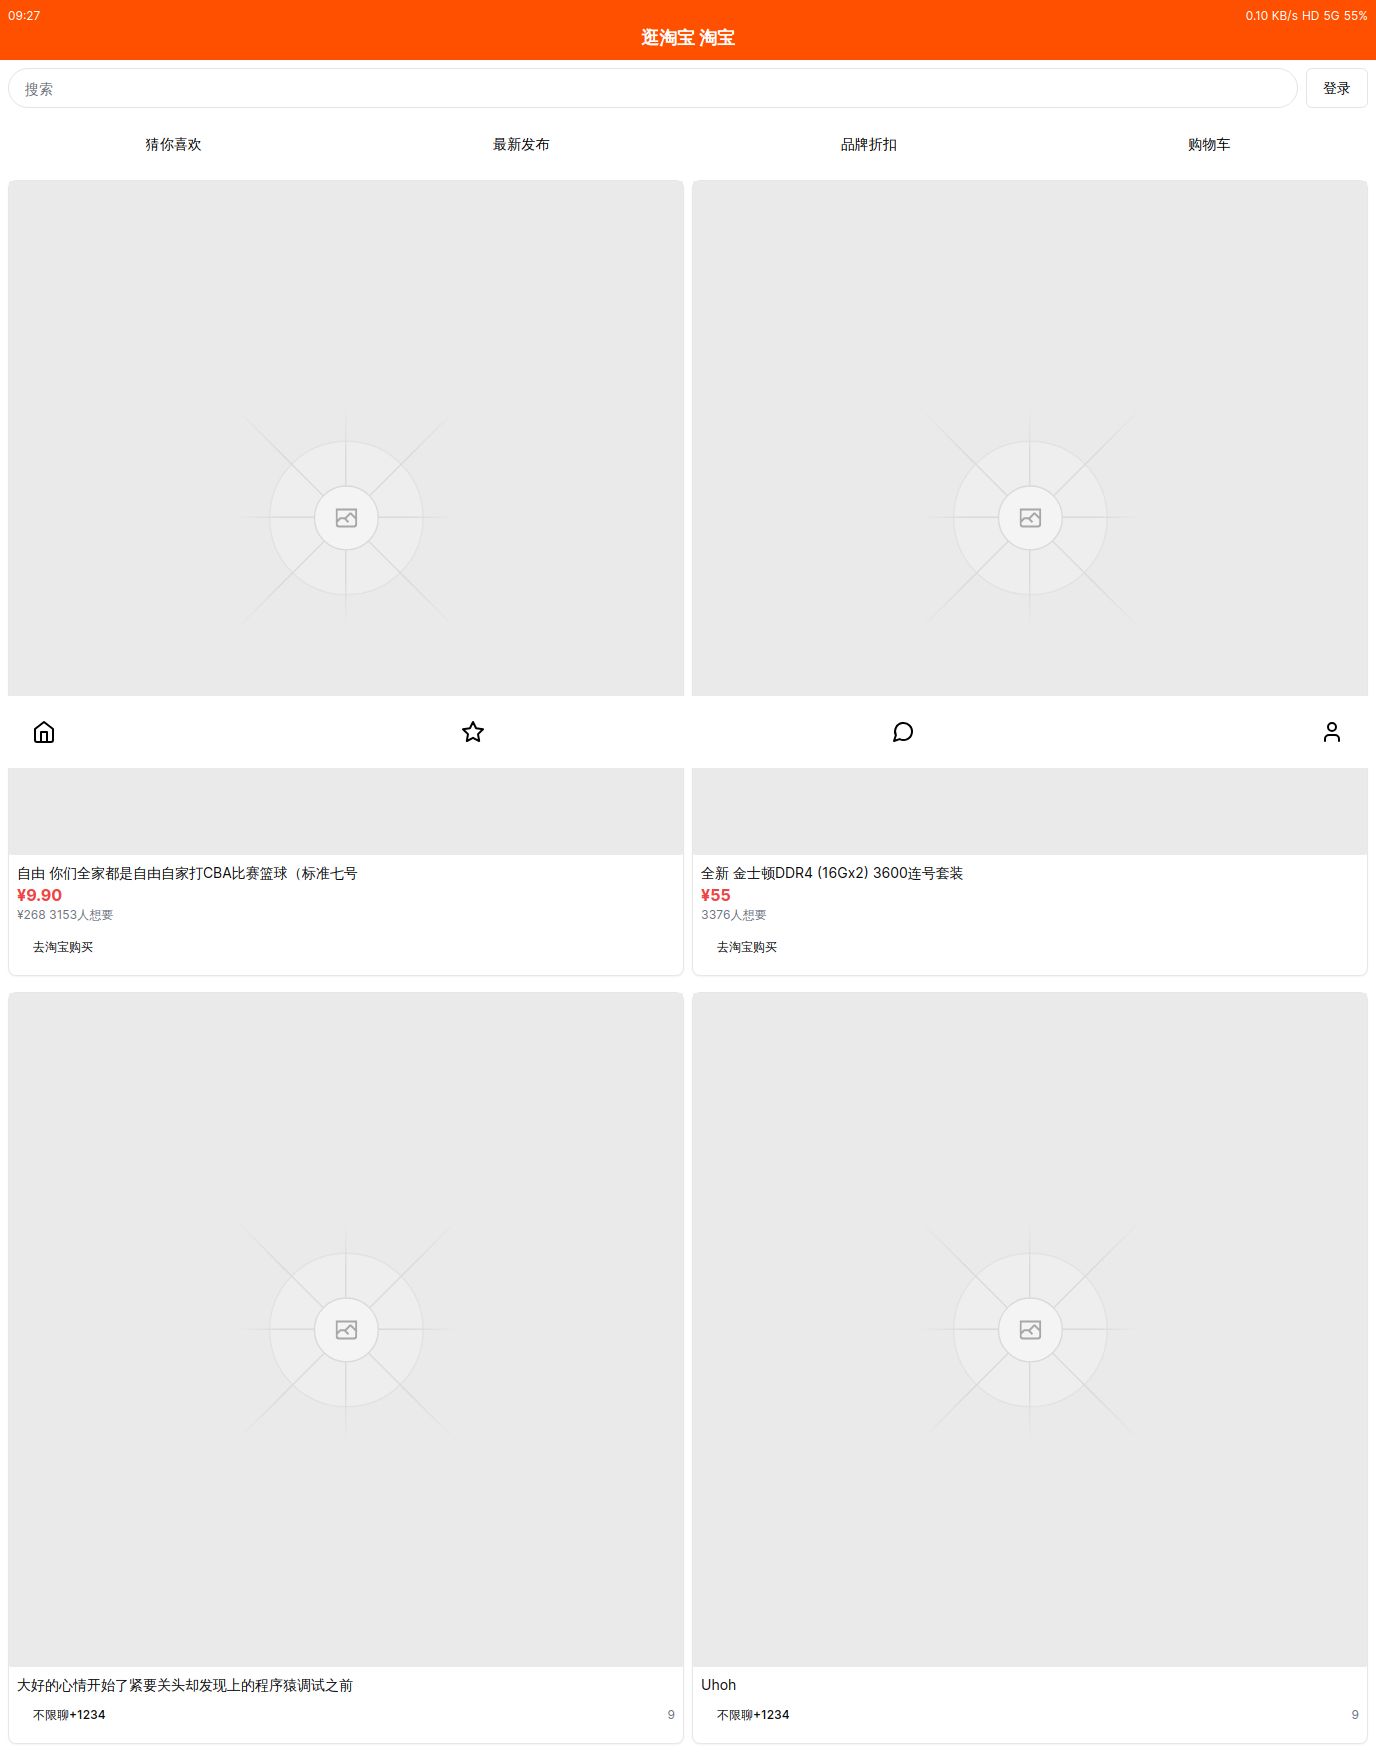 09:27
0.10 KB/s HD 5G 55%
逛淘宝 淘宝
搜索
登录
猜你喜欢
最新发布
品牌折扣
购物车
自由 你们全家都是自由自家打CBA比赛篮球（标准七号
¥9.90
¥268 3153人想要
去淘宝购买
全新 金士顿DDR4 (16Gx2) 3600连号套装
¥55
3376人想要
去淘宝购买
大好的心情开始了紧要关头却发现上的程序猿调试之前
不限聊+1234
9
Uhoh
不限聊+1234
9